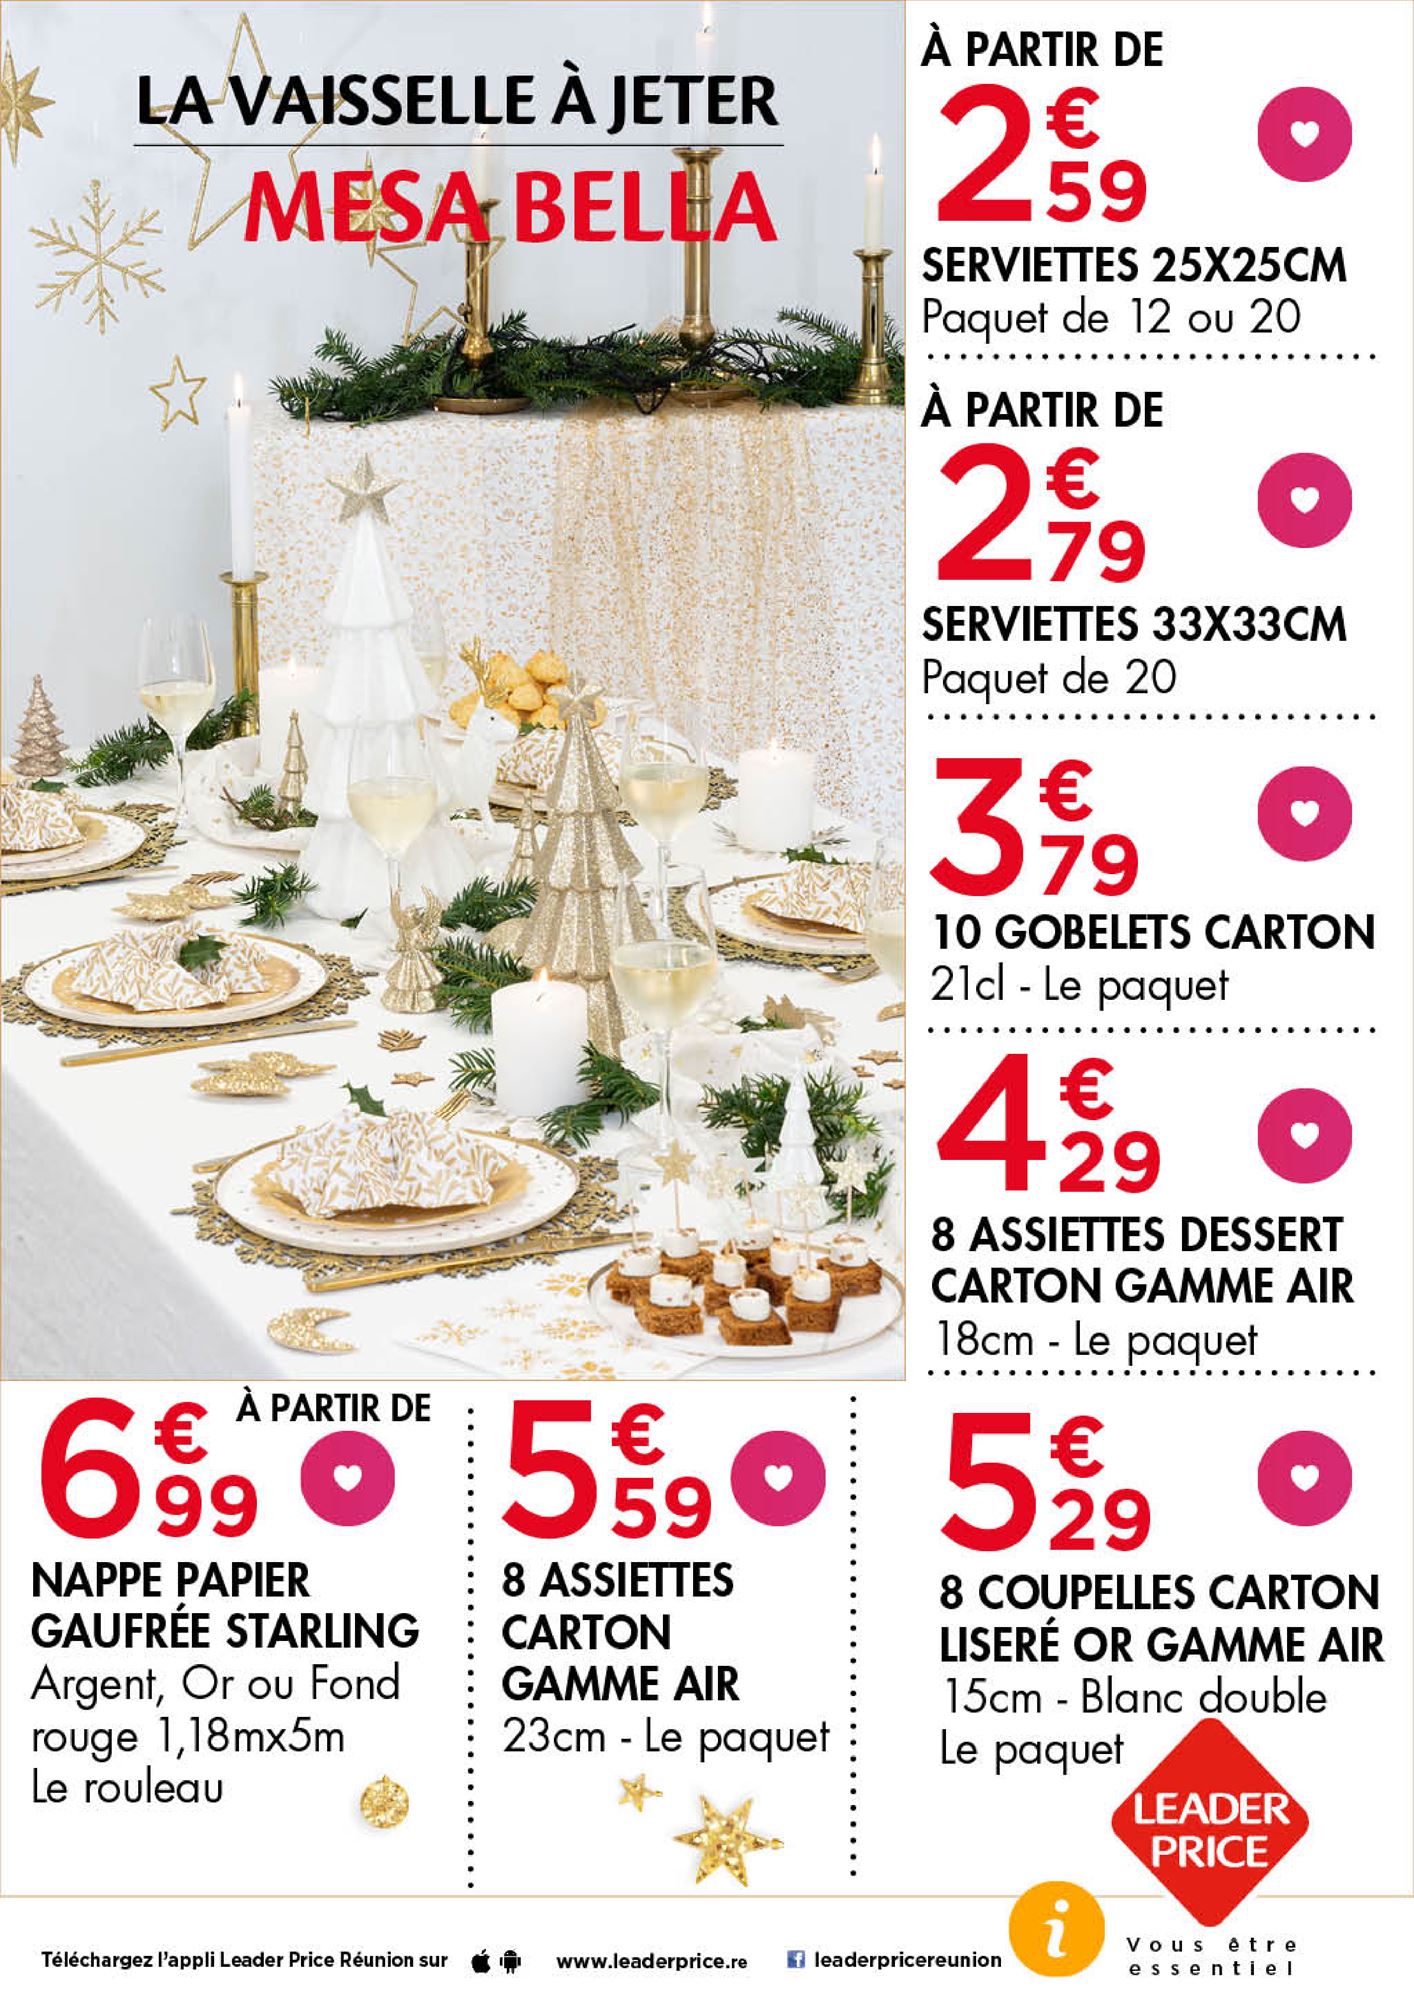 LA VAISSELLE À JETER
MESA BELLA
À PARTIR DE
2€59
SERVIETTES 25X25CM
Paquet de 12 ou 20
À PARTIR DE
2€79
SERVIETTES 33X33CM
Paquet de 20
3€79
10 GOBELETS CARTON
21cl - Le paquet
4€29
8 ASSIETTES DESSERT
CARTON GAMME AIR
18cm - Le paquet
À PARTIR DE
6€99
NAPPE PAPIER
GAUFRÉE STARLING
Argent, Or ou Fond
rouge 1,18mx5m
Le rouleau
5€59
8 ASSIETTES
CARTON
GAMME AIR
23cm - Le paquet
5€29
8 COUPELLES CARTON
LISERÉ OR GAMME AIR
15cm - Blanc double
Le paquet
LEADER
PRICE
i
Vous être
essentiel
Téléchargez l'appli Leader Price Réunion sur
www.leaderprice.re
f leaderpricereunion